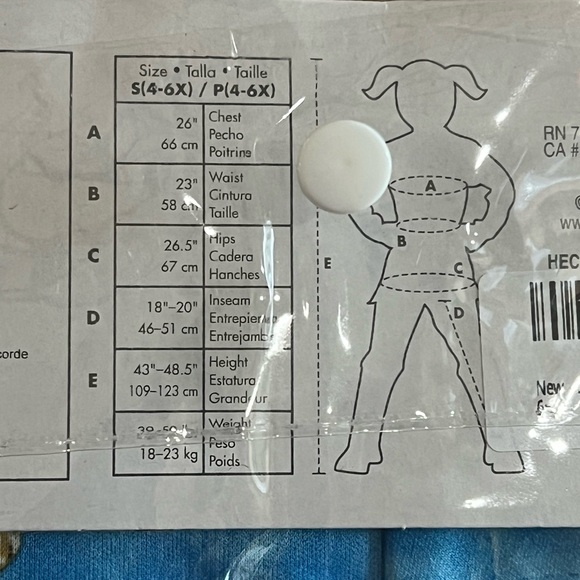 Size • Talla • Taille
S(4-6X) / P(4-6X)
A
26"
66 cm
Chest
Pecho
Poitrine
B
23"
58 cm
Waist
Cintura
Taille
C
26.5"
67 cm
Hips
Cadera
Hanches
D
18"–20"
46–51 cm
Inseam
Entrepierna
Entrejambe
E
43"–48.5"
109–123 cm
Height
Estatura
Grandeur
18–23 kg
Weight
Peso
Poids
corde
A
B
C
D
E
RN 7
CA #
©
WW
HEC
New